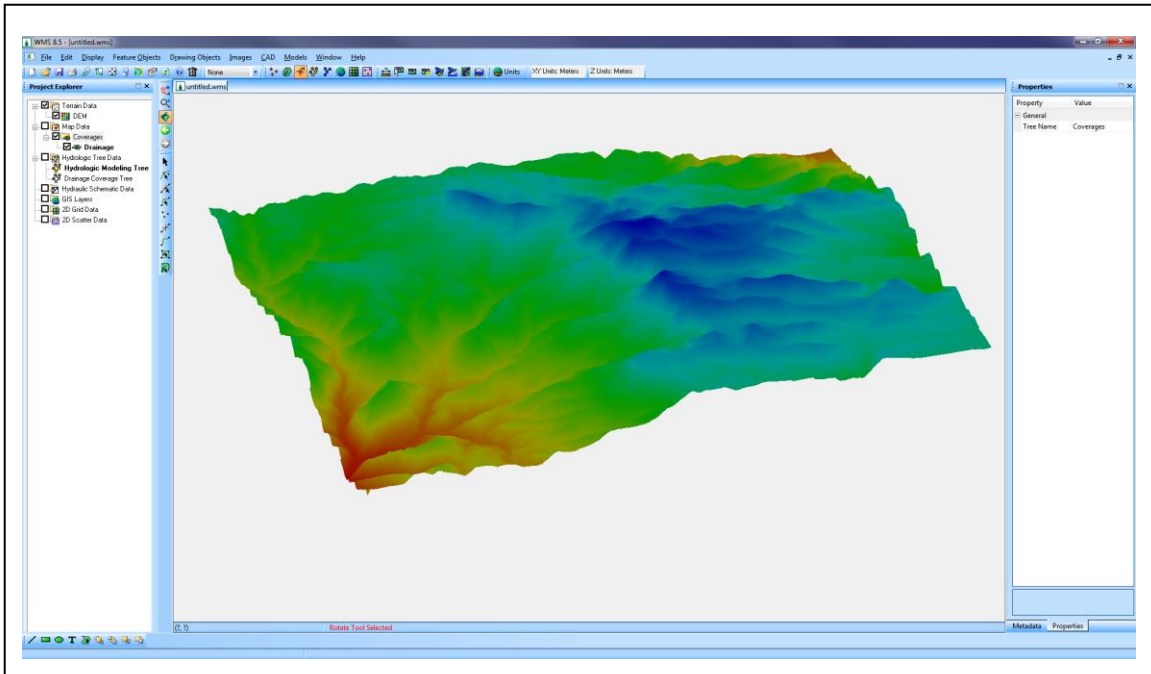 WMS 8.5 - [untitled.wms]
File Edit Display Feature Objects Drawing Objects Images CAD Models Window Help
None Units XY Units: Meters Z Units: Meters
Project Explorer
untitled.wms
Properties
Terrain Data
DEM
Map Data
Coverages
Drainage
Hydrologic Tree Data
Hydrologic Modeling Tree
Drainage Coverage Tree
Hydraulic Schematic Data
GIS Layers
2D Grid Data
2D Scatter Data
Property Value
General
Tree Name Coverages
(?, ?) Rotate Tool Selected
Metadata Properties
T